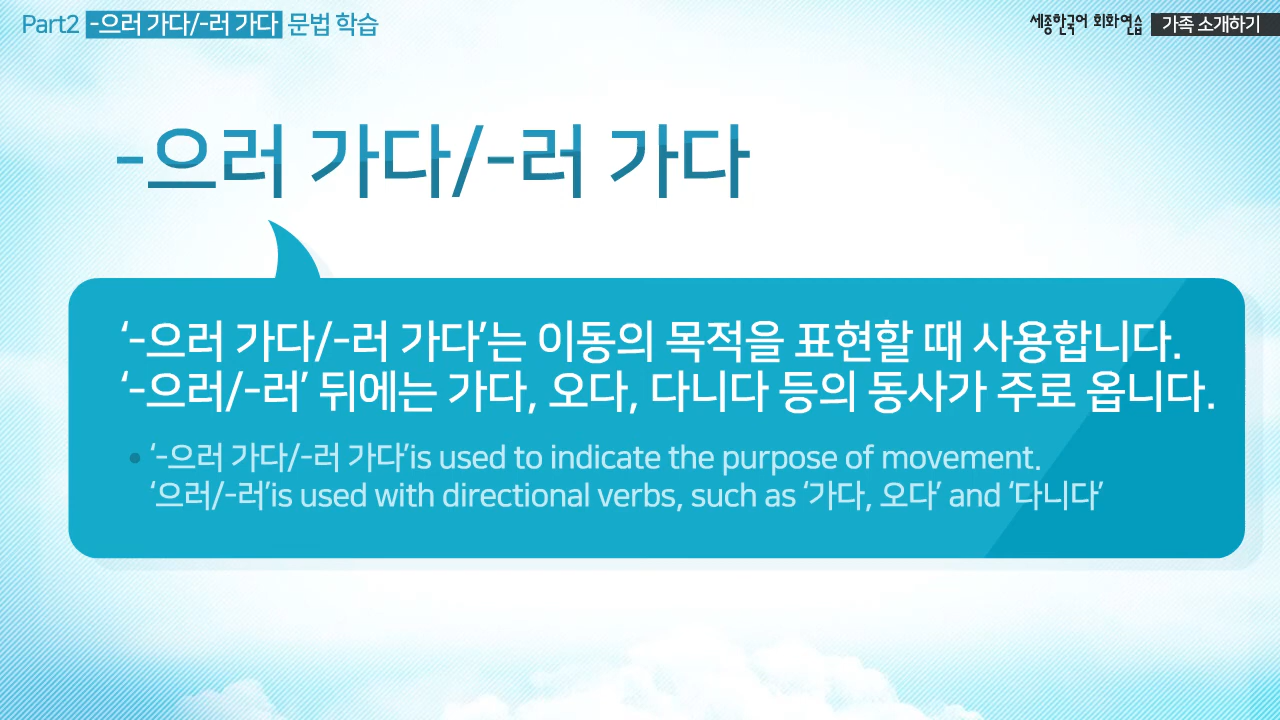 Part2 -으러 가다/-러 가다 문법 학습
세종한국어 회화연습 가족 소개하기
-으러 가다/-러 가다
‘-으러 가다/-러 가다’는 이동의 목적을 표현할 때 사용합니다.
‘-으러/-러’ 뒤에는 가다, 오다, 다니다 등의 동사가 주로 옵니다.
• ‘-으러 가다/-러 가다’is used to indicate the purpose of movement.
‘으러/-러’is used with directional verbs, such as ‘가다, 오다’ and ‘다니다’